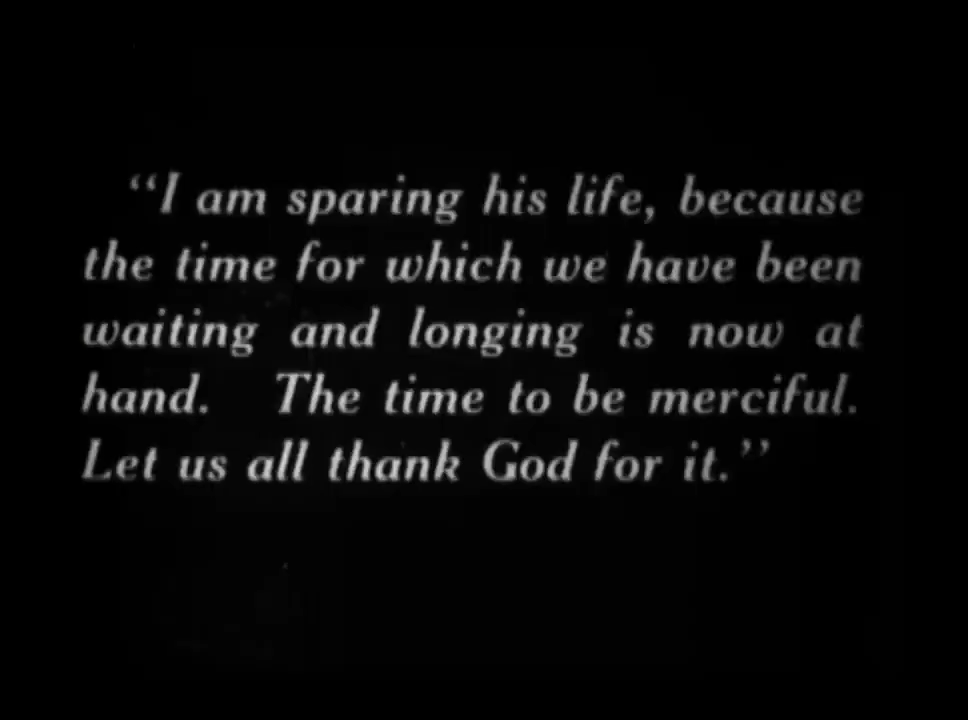 “I am sparing his life, because
the time for which we have been
waiting and longing is now at
hand. The time to be merciful.
Let us all thank God for it.”